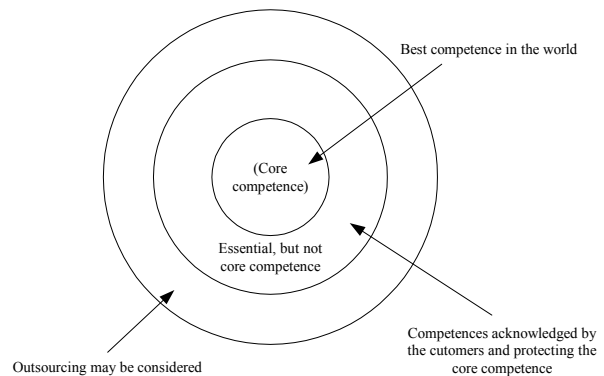 Best competence in the world
(Core
competence)
Essential, but not
core competence
Competences acknowledged by
the cutomers and protecting the
core competence
Outsourcing may be considered